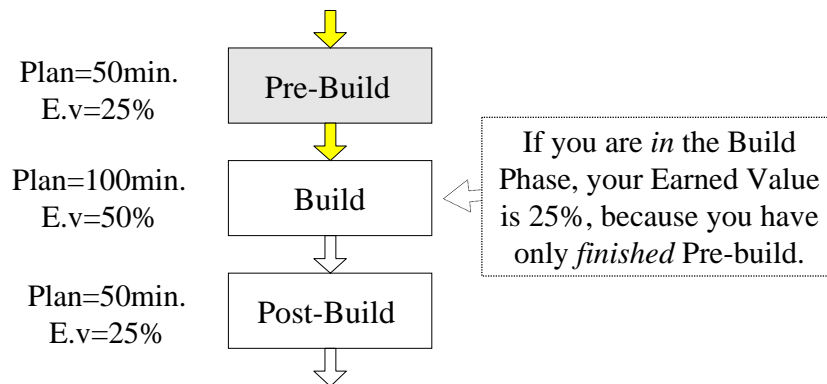 Plan=50min.
E.v=25%
Pre-Build
Plan=100min.
E.v=50%
Build
If you are in the Build
Phase, your Earned Value
is 25%, because you have
only finished Pre-build.
Plan=50min.
E.v=25%
Post-Build